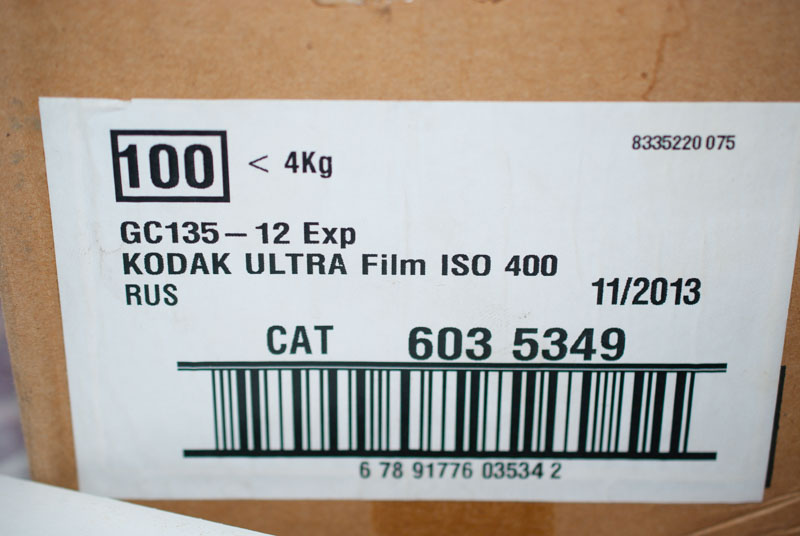 100 < 4Kg
8335220 075
GC135-12 Exp
KODAK ULTRA Film ISO 400
RUS
11/2013
CAT 603 5349
6 78 91776 03534 2